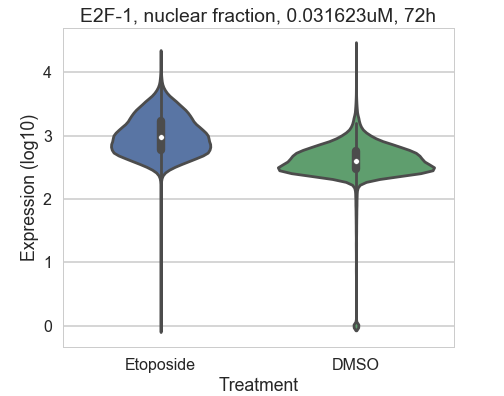 E2F-1, nuclear fraction, 0.031623uM, 72h
Expression (log10)
4
3
2
1
0
Etoposide DMSO
Treatment